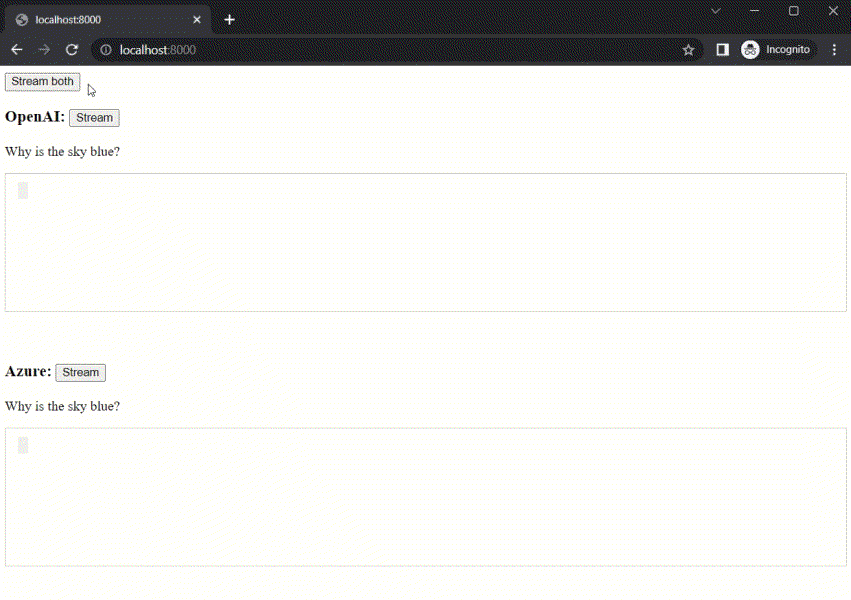 localhost:8000
localhost:8000
Incognito
Stream both
OpenAI: Stream
Why is the sky blue?
Azure: Stream
Why is the sky blue?